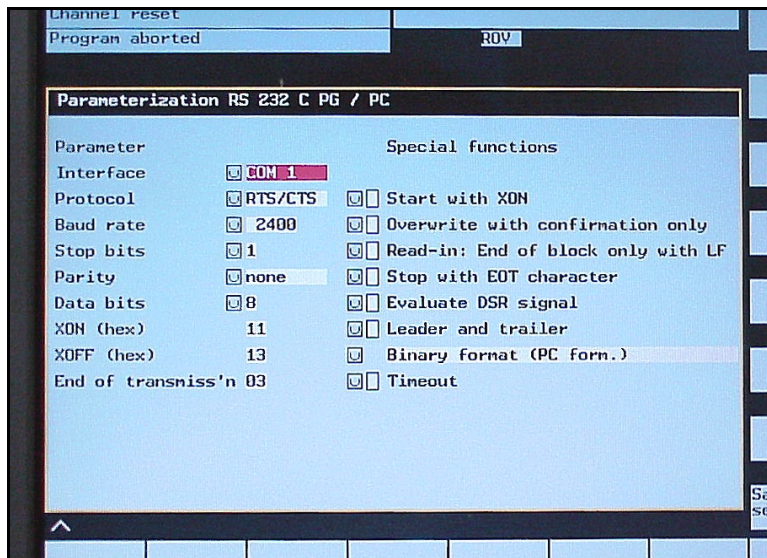 Channel reset
Program aborted ROV
Parameterization RS 232 C PG / PC
Parameter Special functions
Interface COM 1
Protocol RTS/CTS Start with XON
Baud rate 2400 Overwrite with confirmation only
Stop bits 1 Read-in: End of block only with LF
Parity none Stop with EOT character
Data bits 8 Evaluate DSR signal
XON (hex) 11 Leader and trailer
XOFF (hex) 13 Binary format (PC form.)
End of transmiss'n 03 Timeout